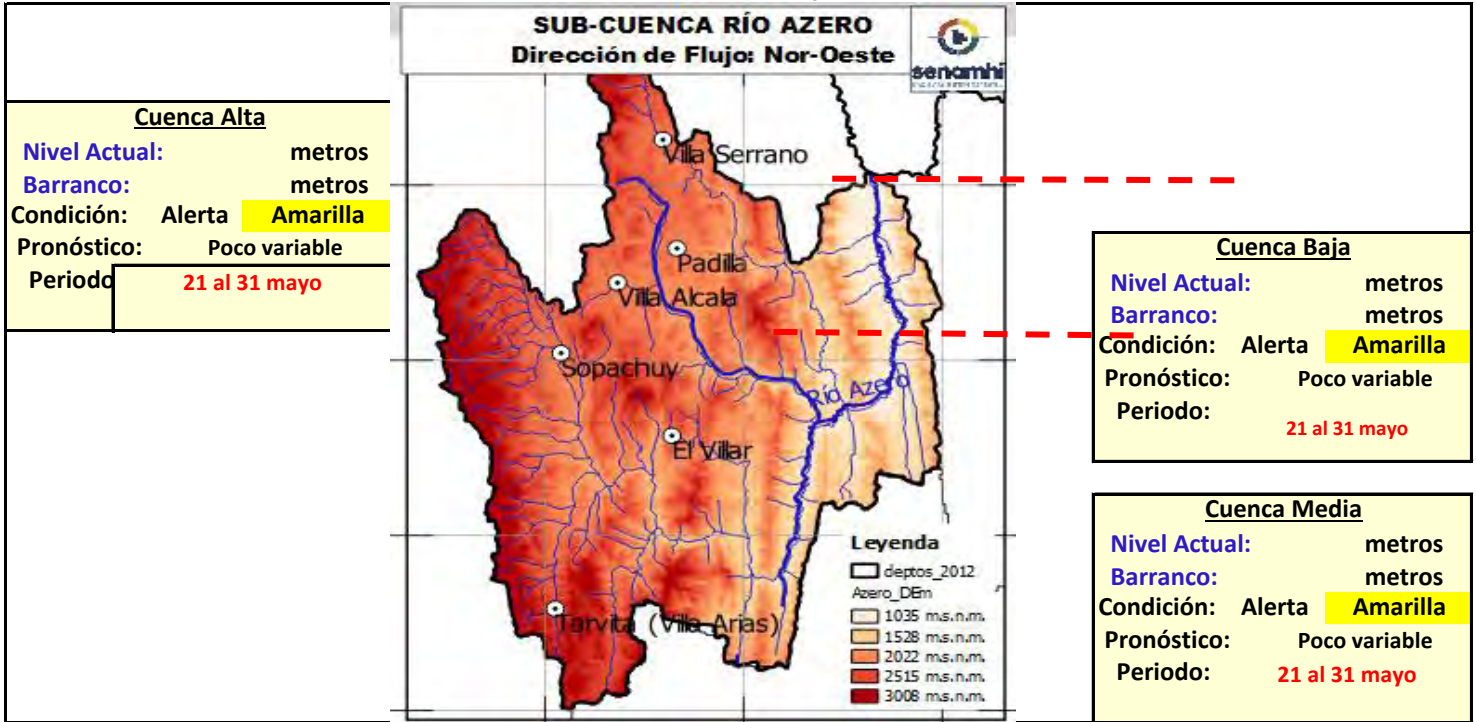 SUB-CUENCA RÍO AZERO
Dirección de Flujo: Nor-Oeste
senamhi
Cuenca Alta
Nivel Actual: metros
Barranco: metros
Condición: Alerta Amarilla
Pronóstico: Poco variable
Periodo 21 al 31 mayo
Villa Serrano
Padilla
Villa Alcala
Sopachuy
Río Azero
El Villar
Tarvita (Villa Arias)
Leyenda
deptos_2012
Azero_DEm
1035 m.s.n.m.
1528 m.s.n.m.
2022 m.s.n.m.
2515 m.s.n.m.
3008 m.s.n.m.
Cuenca Baja
Nivel Actual: metros
Barranco: metros
Condición: Alerta Amarilla
Pronóstico: Poco variable
Periodo:
21 al 31 mayo
Cuenca Media
Nivel Actual: metros
Barranco: metros
Condición: Alerta Amarilla
Pronóstico: Poco variable
Periodo: 21 al 31 mayo